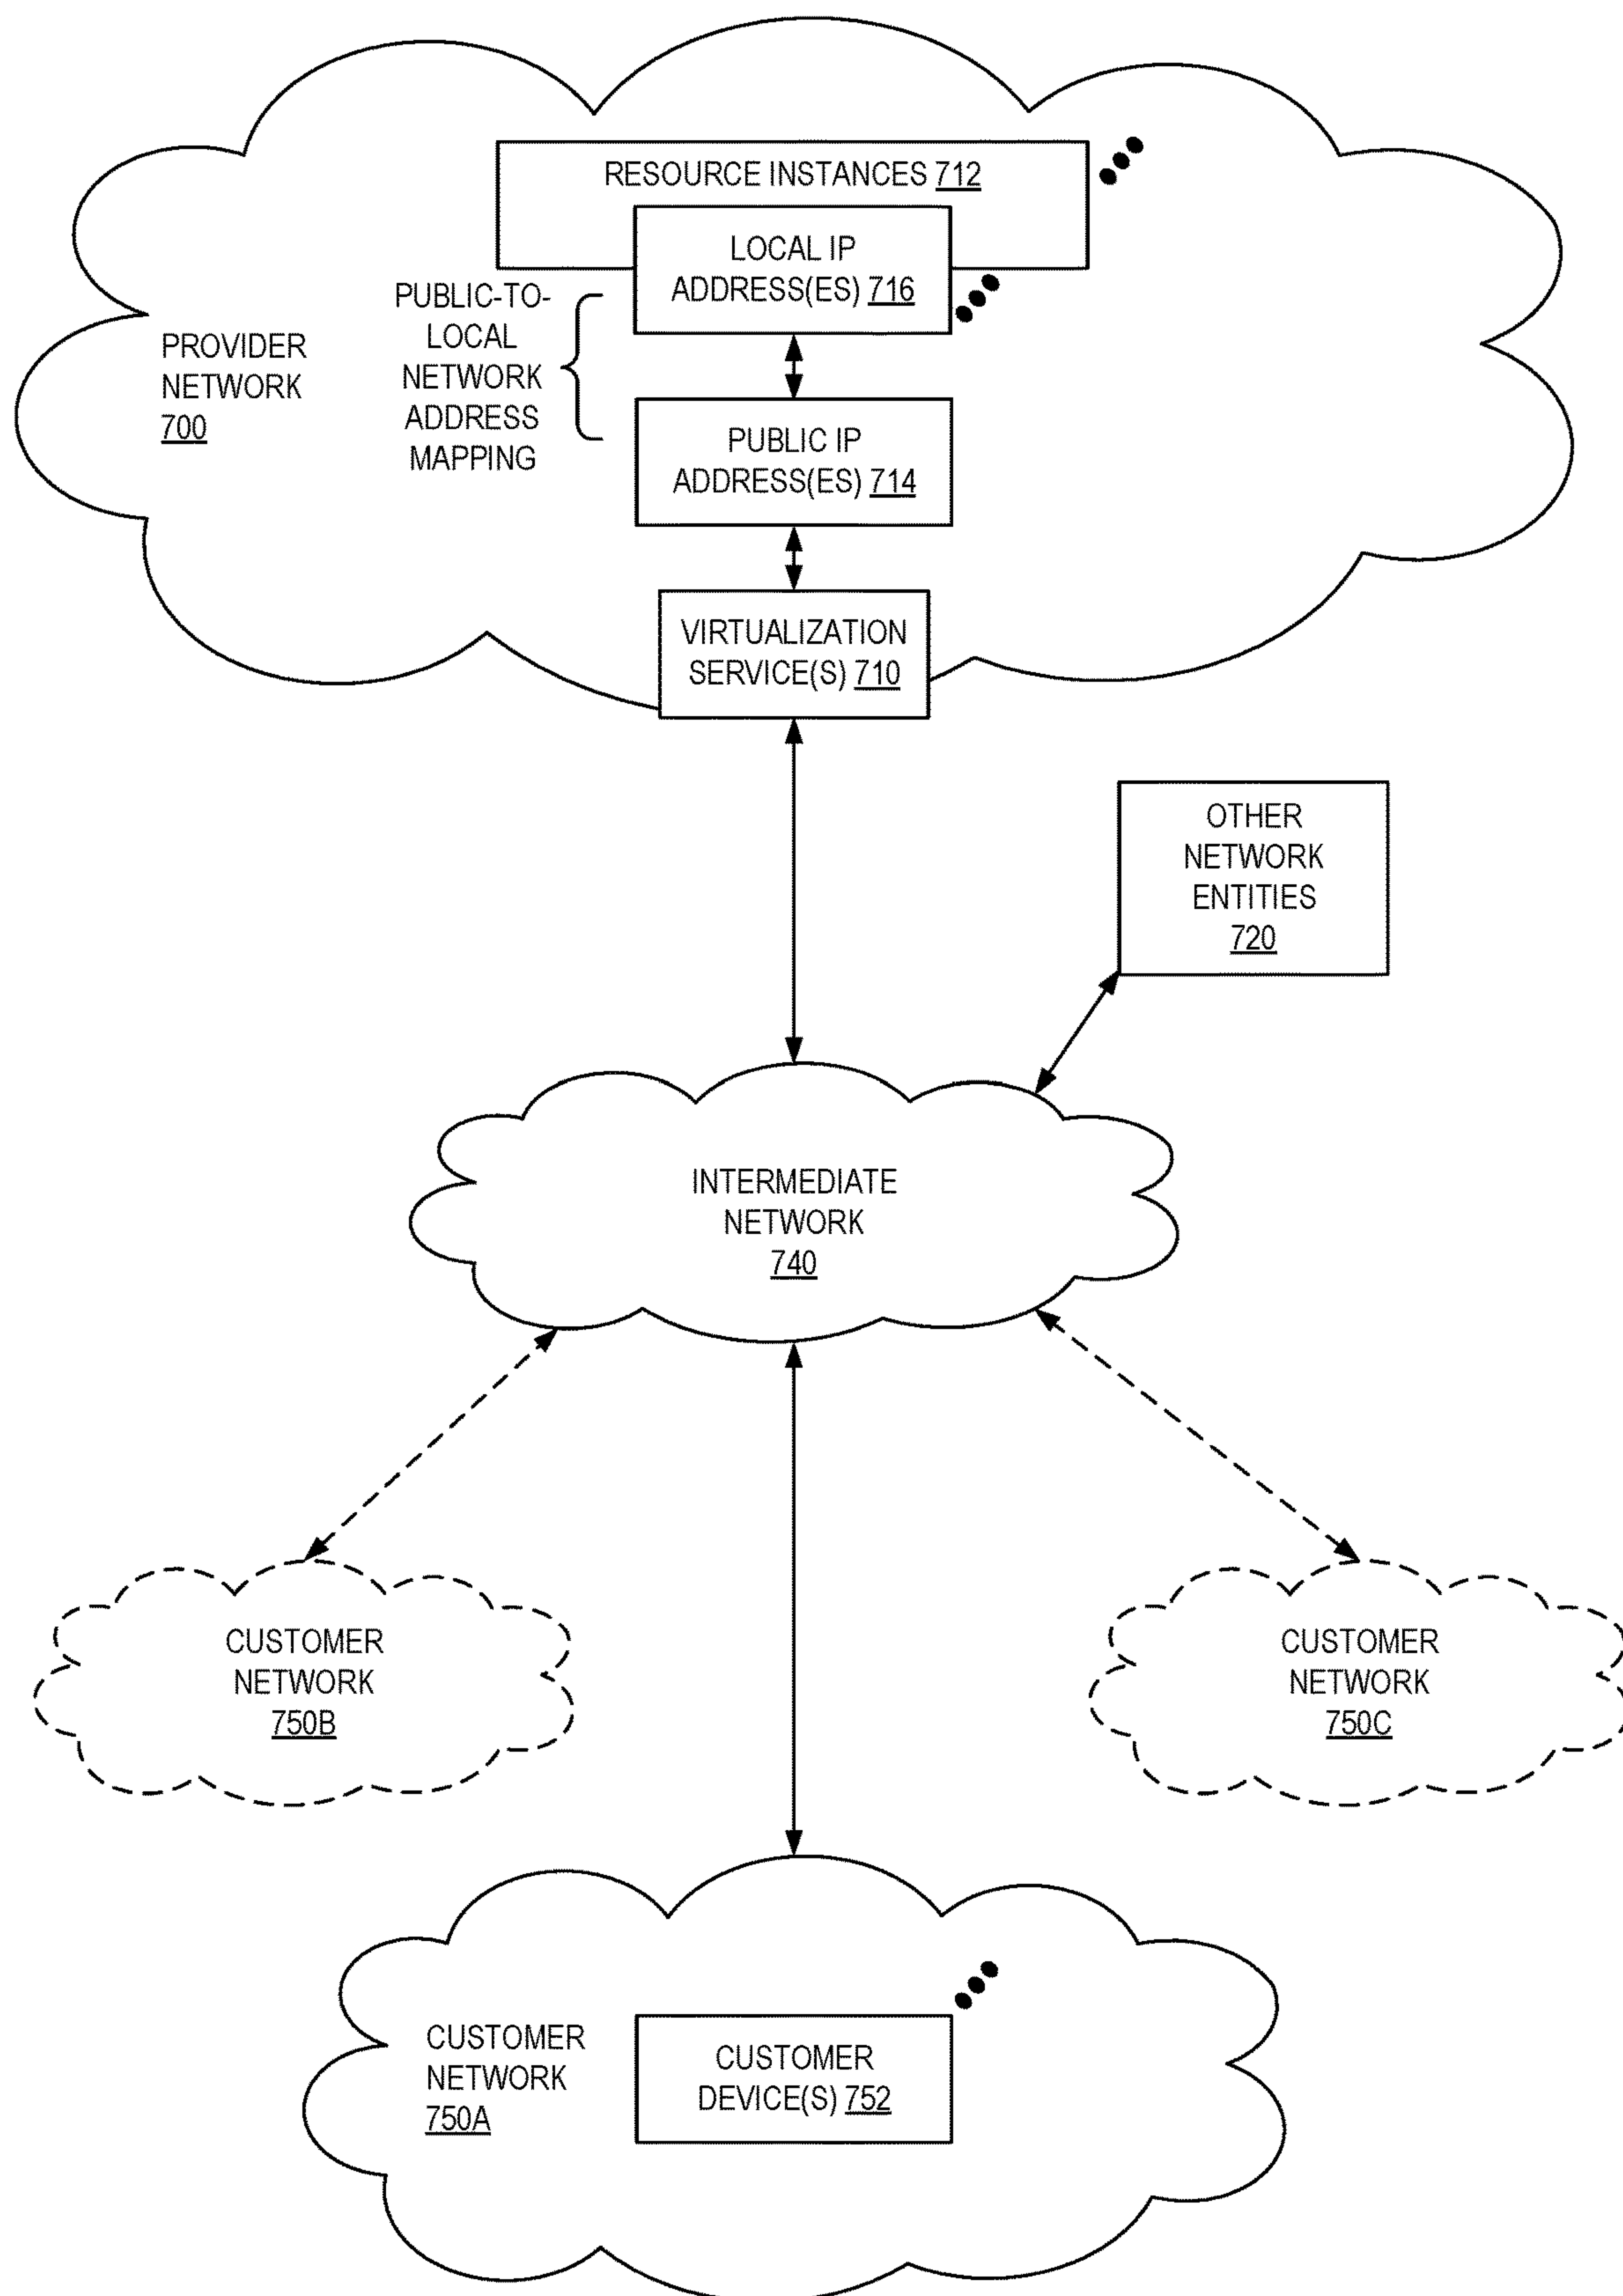 RESOURCE INSTANCES 712
LOCAL IP
ADDRESS(ES) 716
PUBLIC-TO-
LOCAL
NETWORK
ADDRESS
MAPPING
PROVIDER
NETWORK
700
PUBLIC IP
ADDRESS(ES) 714
VIRTUALIZATION
SERVICE(S) 710
OTHER
NETWORK
ENTITIES
720
INTERMEDIATE
NETWORK
740
CUSTOMER
NETWORK
750B
CUSTOMER
NETWORK
750C
CUSTOMER
NETWORK
750A
CUSTOMER
DEVICE(S) 752